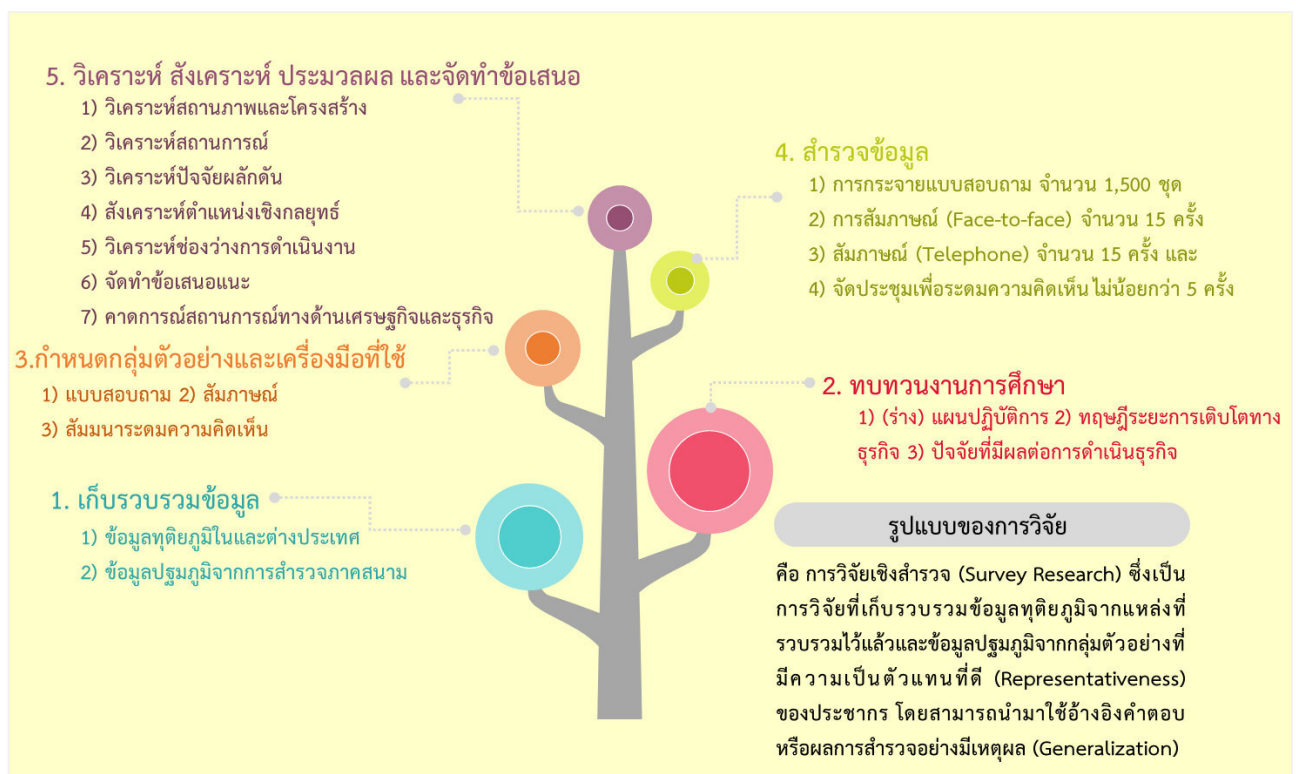 5. วิเคราะห์ สังเคราะห์ ประมวลผล และจัดทำข้อเสนอ
1) วิเคราะห์สถานภาพและโครงสร้าง
2) วิเคราะห์สถานการณ์
3) วิเคราะห์ปัจจัยผลักดัน
4) สังเคราะห์ตำแหน่งเชิงกลยุทธ์
5) วิเคราะห์ช่องว่างการดำเนินงาน
6) จัดทำข้อเสนอแนะ
7) คาดการณ์สถานการณ์ทางด้านเศรษฐกิจและธุรกิจ
4. สำรวจข้อมูล
1) การกระจายแบบสอบถาม จำนวน 1,500 ชุด
2) การสัมภาษณ์ (Face-to-face) จำนวน 15 ครั้ง
3) สัมภาษณ์ (Telephone) จำนวน 15 ครั้ง และ
4) จัดประชุมเพื่อระดมความคิดเห็น ไม่น้อยกว่า 5 ครั้ง
3.กำหนดกลุ่มตัวอย่างและเครื่องมือที่ใช้
1) แบบสอบถาม 2) สัมภาษณ์
3) สัมมนาระดมความคิดเห็น
2. ทบทวนงานการศึกษา
1) (ร่าง) แผนปฏิบัติการ 2) ทฤษฎีระยะการเติบโตทาง
ธุรกิจ 3) ปัจจัยที่มีผลต่อการดำเนินธุรกิจ
1. เก็บรวบรวมข้อมูล
1) ข้อมูลทุติยภูมิในและต่างประเทศ
2) ข้อมูลปฐมภูมิจากการสำรวจภาคสนาม
รูปแบบของการวิจัย
คือ การวิจัยเชิงสำรวจ (Survey Research) ซึ่งเป็น
การวิจัยที่เก็บรวบรวมข้อมูลทุติยภูมิจากแหล่งที่
รวบรวมไว้แล้วและข้อมูลปฐมภูมิจากกลุ่มตัวอย่างที่
มีความเป็นตัวแทนที่ดี (Representativeness)
ของประชากร โดยสามารถนำมาใช้อ้างอิงคำตอบ
หรือผลการสำรวจอย่างมีเหตุผล (Generalization)